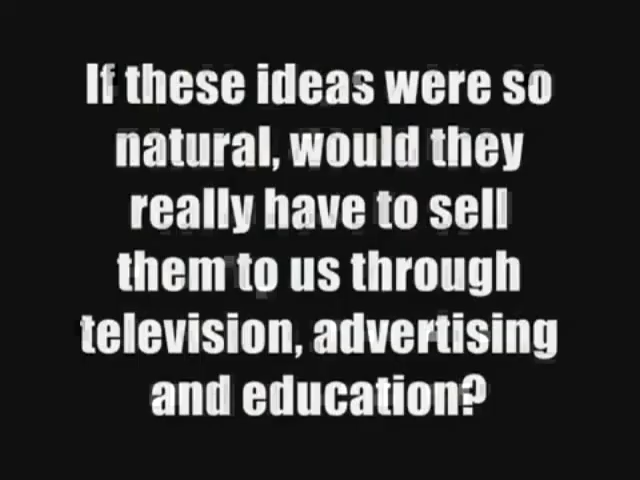 If these ideas were so
natural, would they
really have to sell
them to us through
television, advertising
and education?